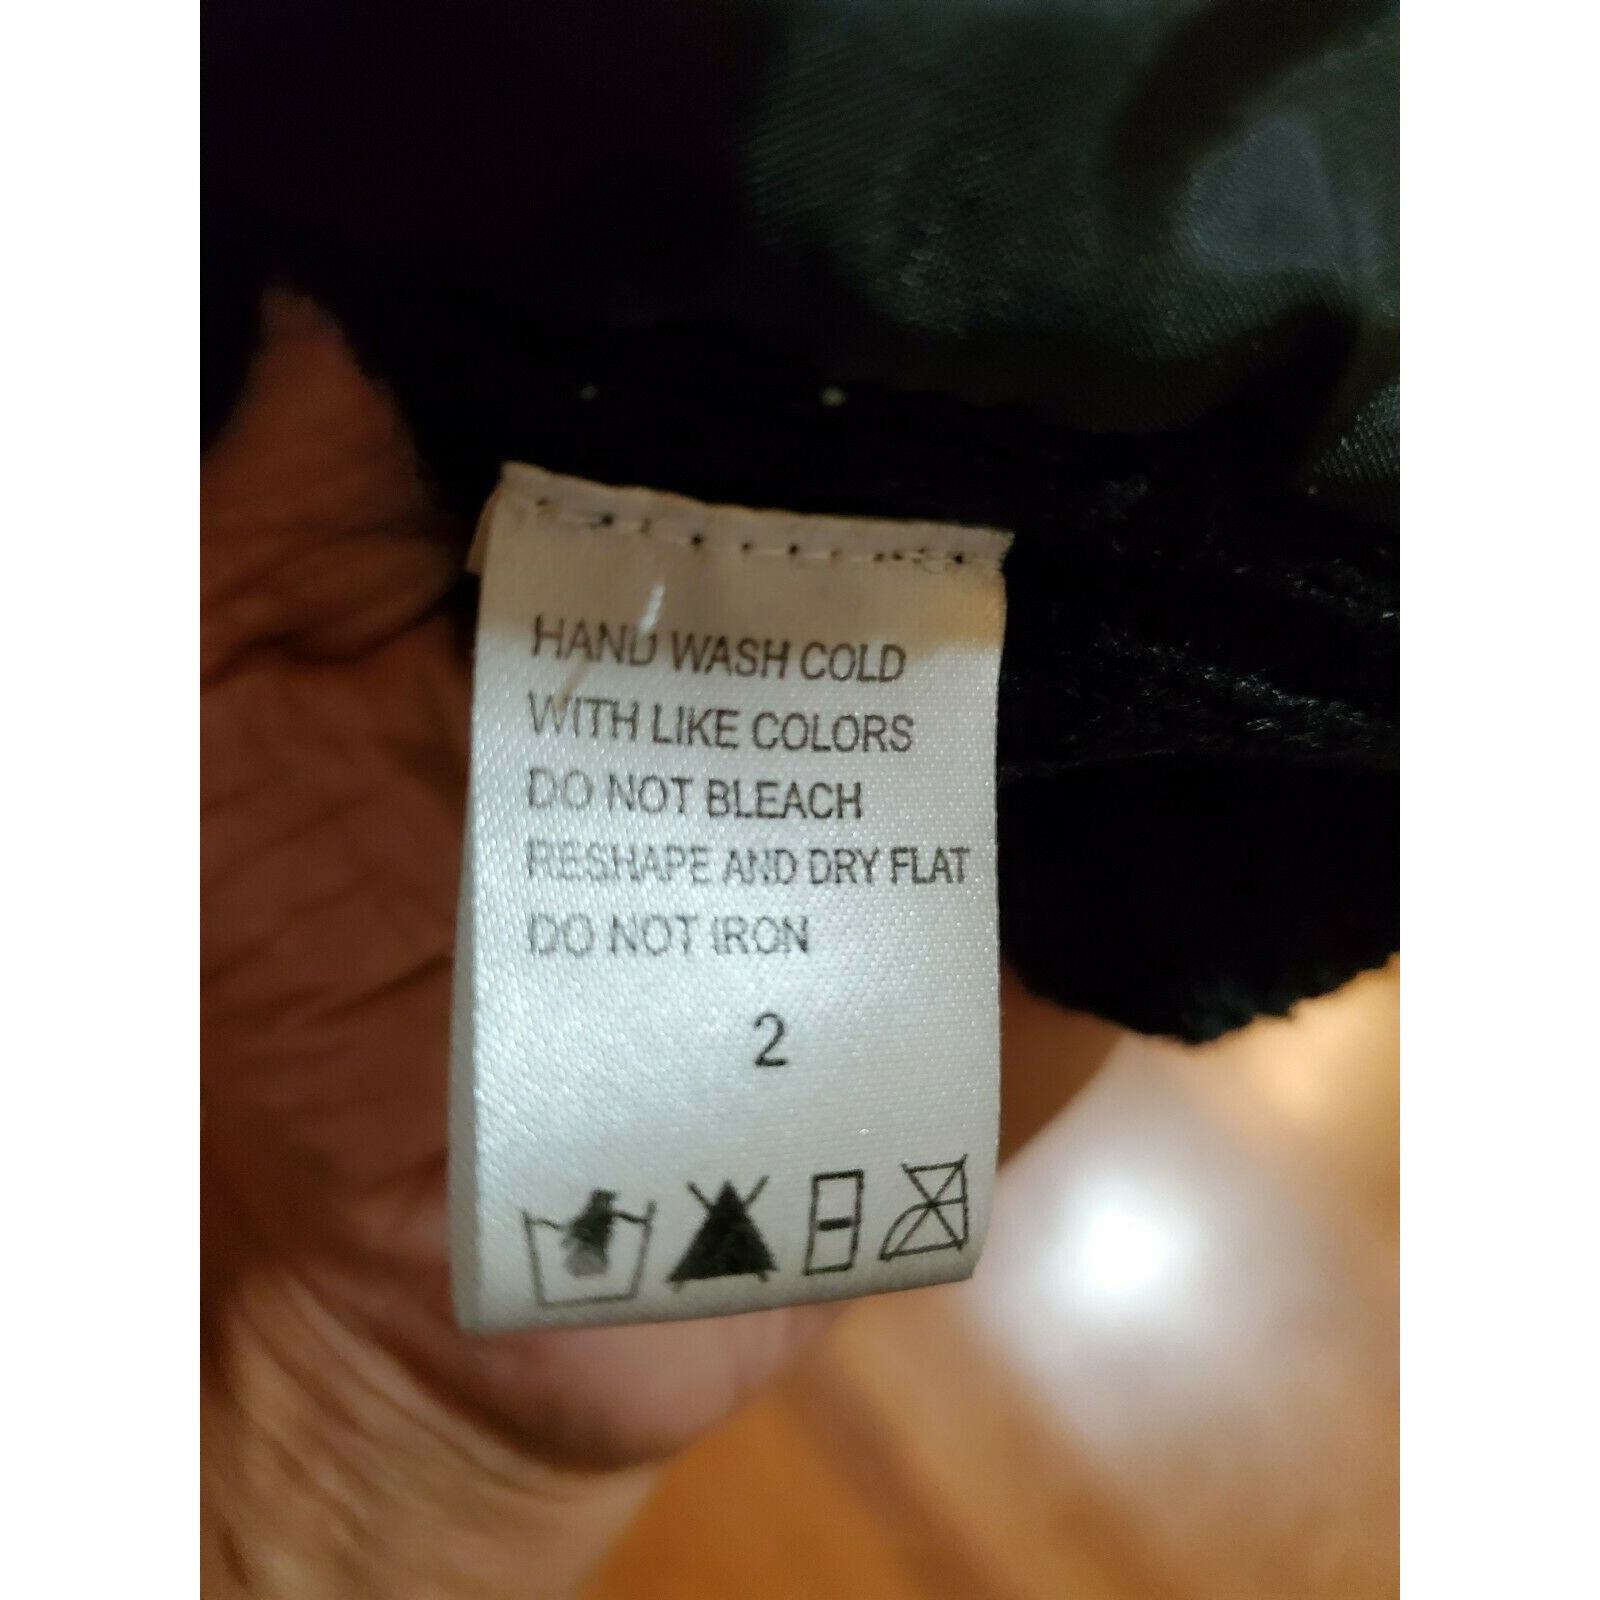 HAND WASH COLD
WITH LIKE COLORS
DO NOT BLEACH
RESHAPE AND DRY FLAT
DO NOT IRON
2